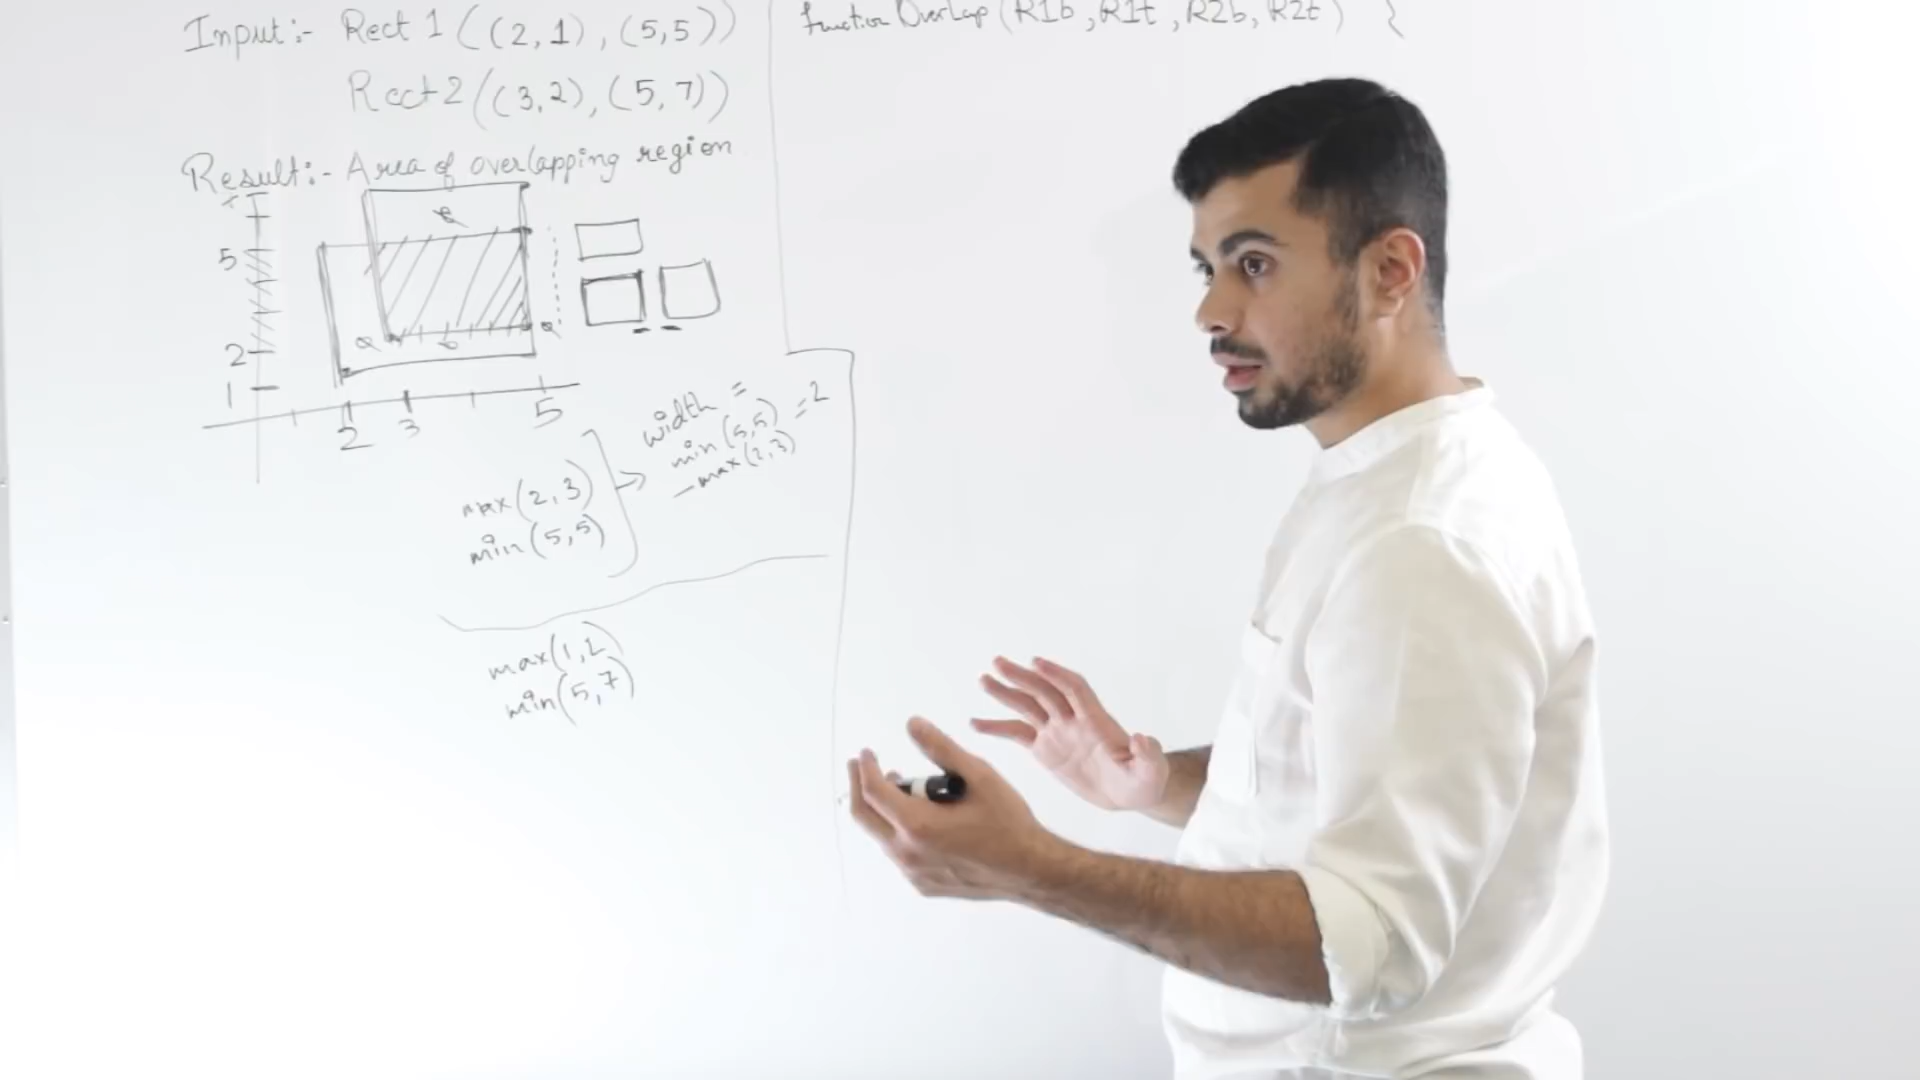 Input:- Rect 1 ((2,1), (5,5))
Rect2 ((3,2), (5,7))
Result:- Area of overlapping region
5
2
1
2 3 5
width =
min (5,5) = 2
- max (2,3)
max (2,3)
min (5,5)
max(1,2
min(5,7)
function Overlap (R1b, R1t, R2b, R2t) {